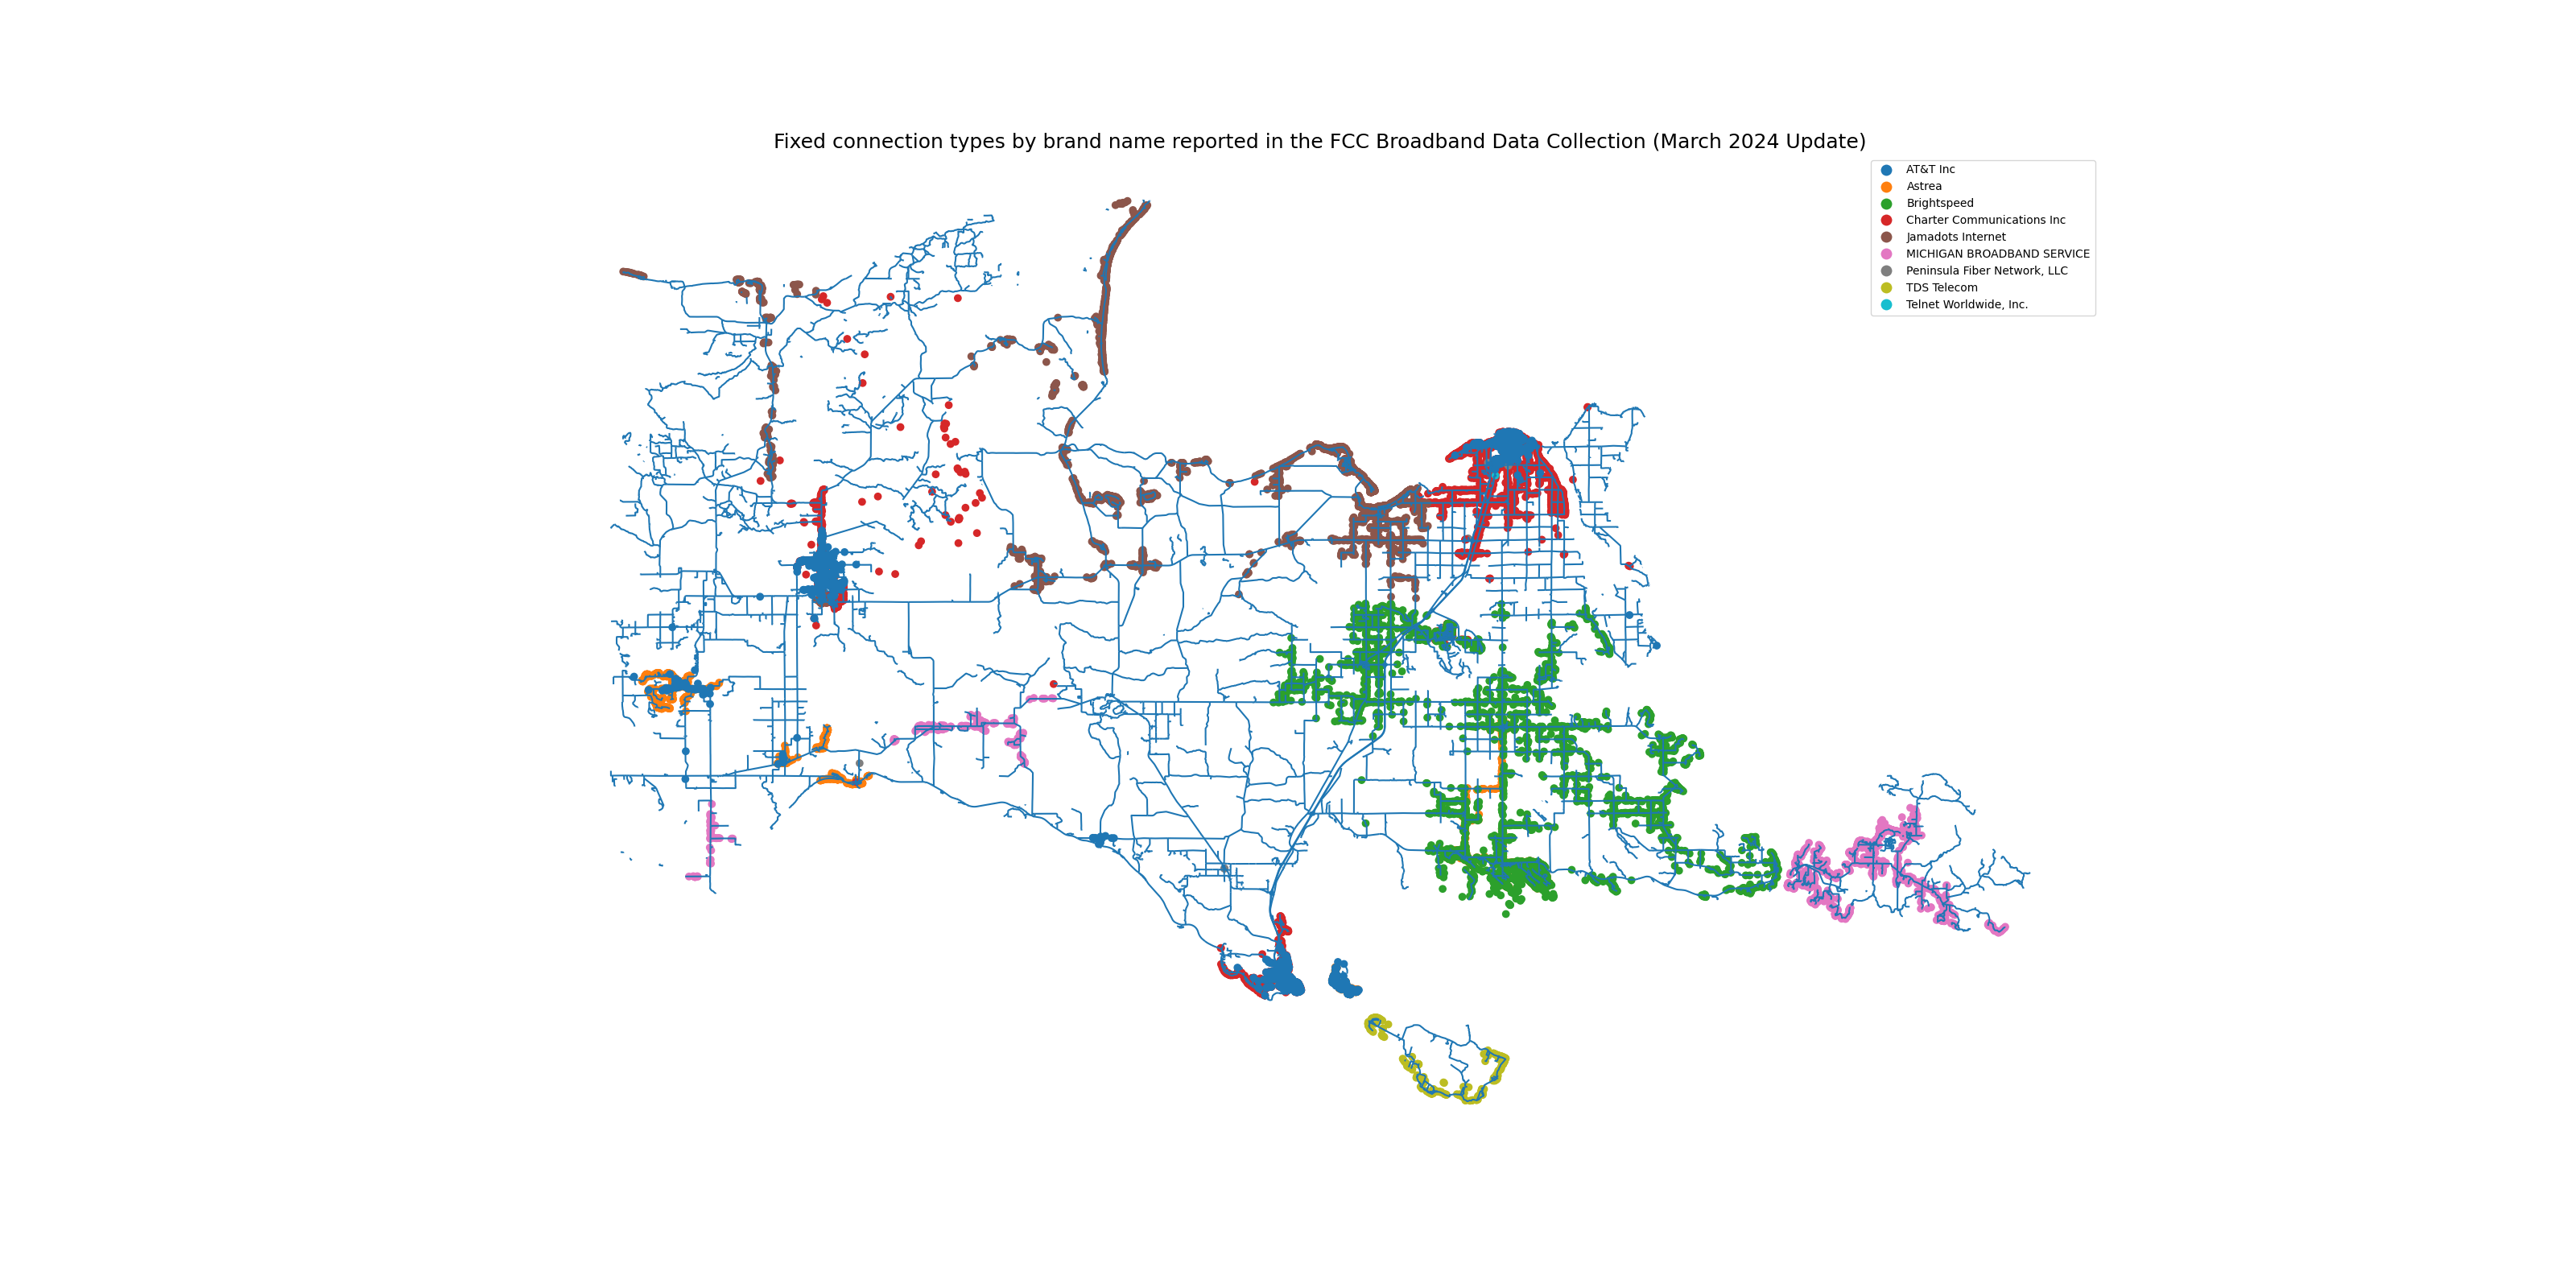 Fixed connection types by brand name reported in the FCC Broadband Data Collection (March 2024 Update)
AT&T Inc
Astrea
Brightspeed
Charter Communications Inc
Jamadots Internet
MICHIGAN BROADBAND SERVICE
Peninsula Fiber Network, LLC
TDS Telecom
Telnet Worldwide, Inc.